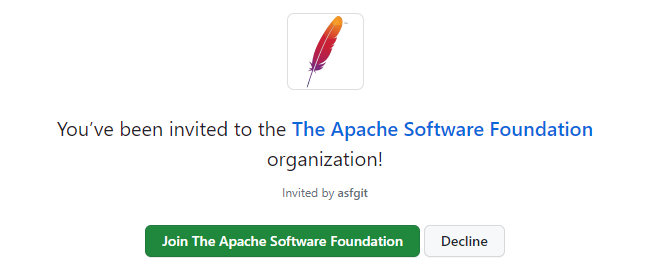 You’ve been invited to the The Apache Software Foundation
organization!
Invited by asfgit
Join The Apache Software Foundation
Decline